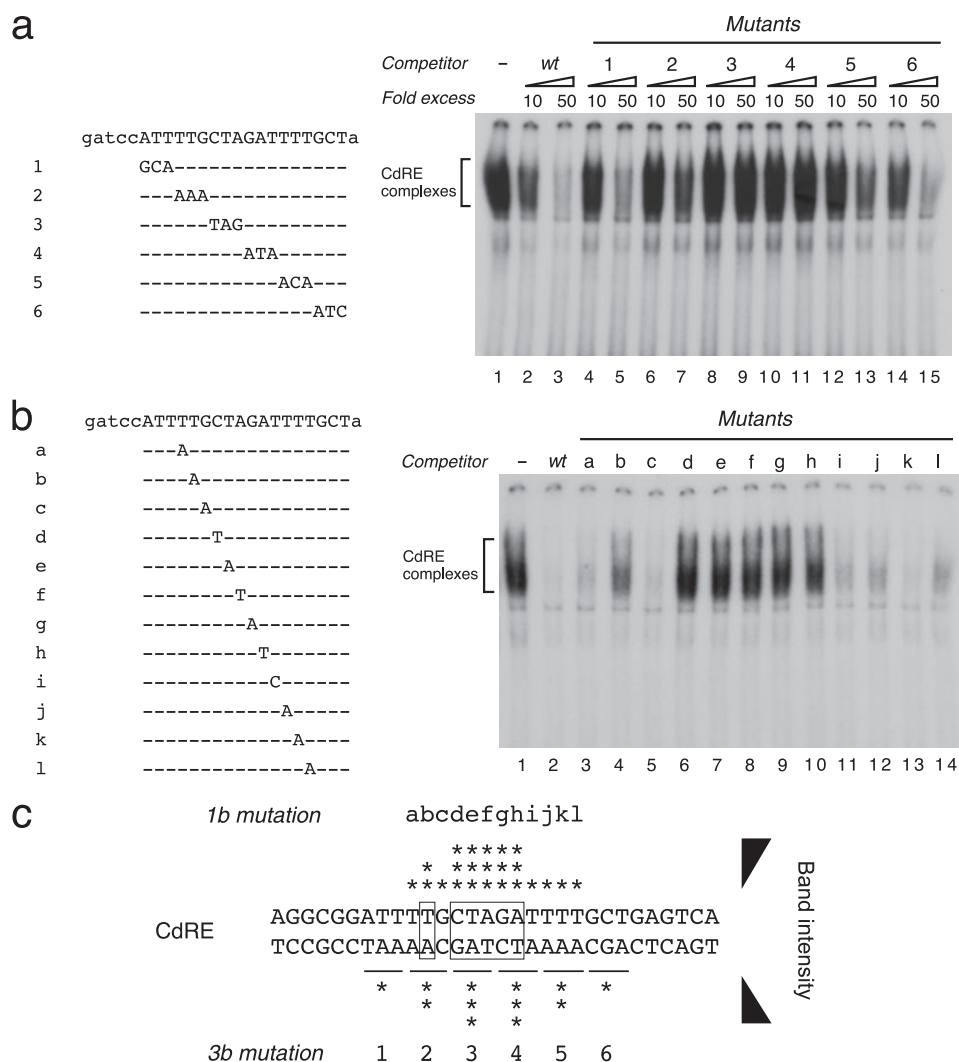 a
Mutants
Competitor – wt 1 2 3 4 5 6
Fold excess 10 50 10 50 10 50 10 50 10 50 10 50 10 50
gatccATTTTGCTAGATTTTGCTa
1 GCA---------------
2 ---AAA------------
3 ------TAG---------
4 ---------ATA------
5 ------------ACA---
6 ---------------ATC
CdRE
complexes
1 2 3 4 5 6 7 8 9 10 11 12 13 14 15
b
gatccATTTTGCTAGATTTTGCTa
a ---A--------------
b ----A-------------
c -----A------------
d ------T-----------
e -------A----------
f --------T---------
g ---------A--------
h ----------T-------
i -----------C------
j ------------A-----
k -------------A----
l --------------A---
Mutants
Competitor – wt a b c d e f g h i j k l
CdRE
complexes
1 2 3 4 5 6 7 8 9 10 11 12 13 14
c
1b mutation abcdefghijkl
*****
* *****
************
CdRE
AGGCGGATTTTGCTAGATTTTGCTGAGTCA
TCCGCCTAAAACGATCTAAAACGACTCAGT
* * * * * *
* * * *
* *
3b mutation 1 2 3 4 5 6
Band intensity